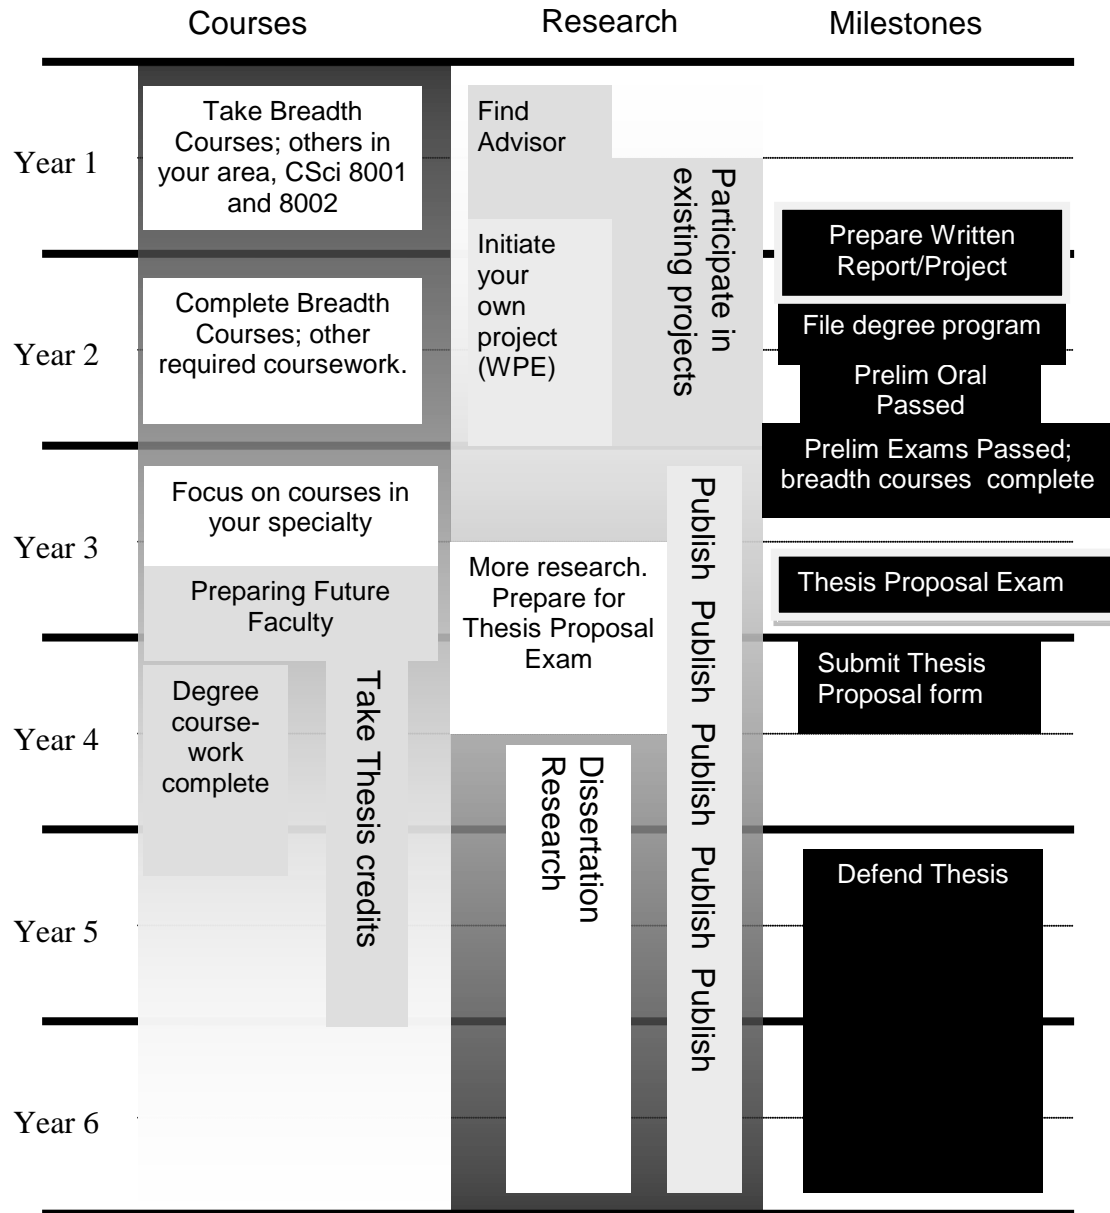 Courses
Research
Milestones
Year 1
Take Breadth
Courses; others in
your area, CSci 8001
and 8002
Find
Advisor
Participate in
existing projects
Prepare Written
Report/Project
Year 2
Complete Breadth
Courses; other
required coursework.
Initiate
your
own
project
(WPE)
File degree program
Prelim Oral
Passed
Prelim Exams Passed;
breadth courses  complete
Year 3
Focus on courses in
your specialty
Preparing Future
Faculty
More research.
Prepare for
Thesis Proposal
Exam
Publish  Publish  Publish  Publish  Publish
Thesis Proposal Exam
Year 4
Degree
course-
work
complete
Take Thesis credits
Submit Thesis
Proposal form
Year 5
Dissertation
Research
Defend Thesis
Year 6